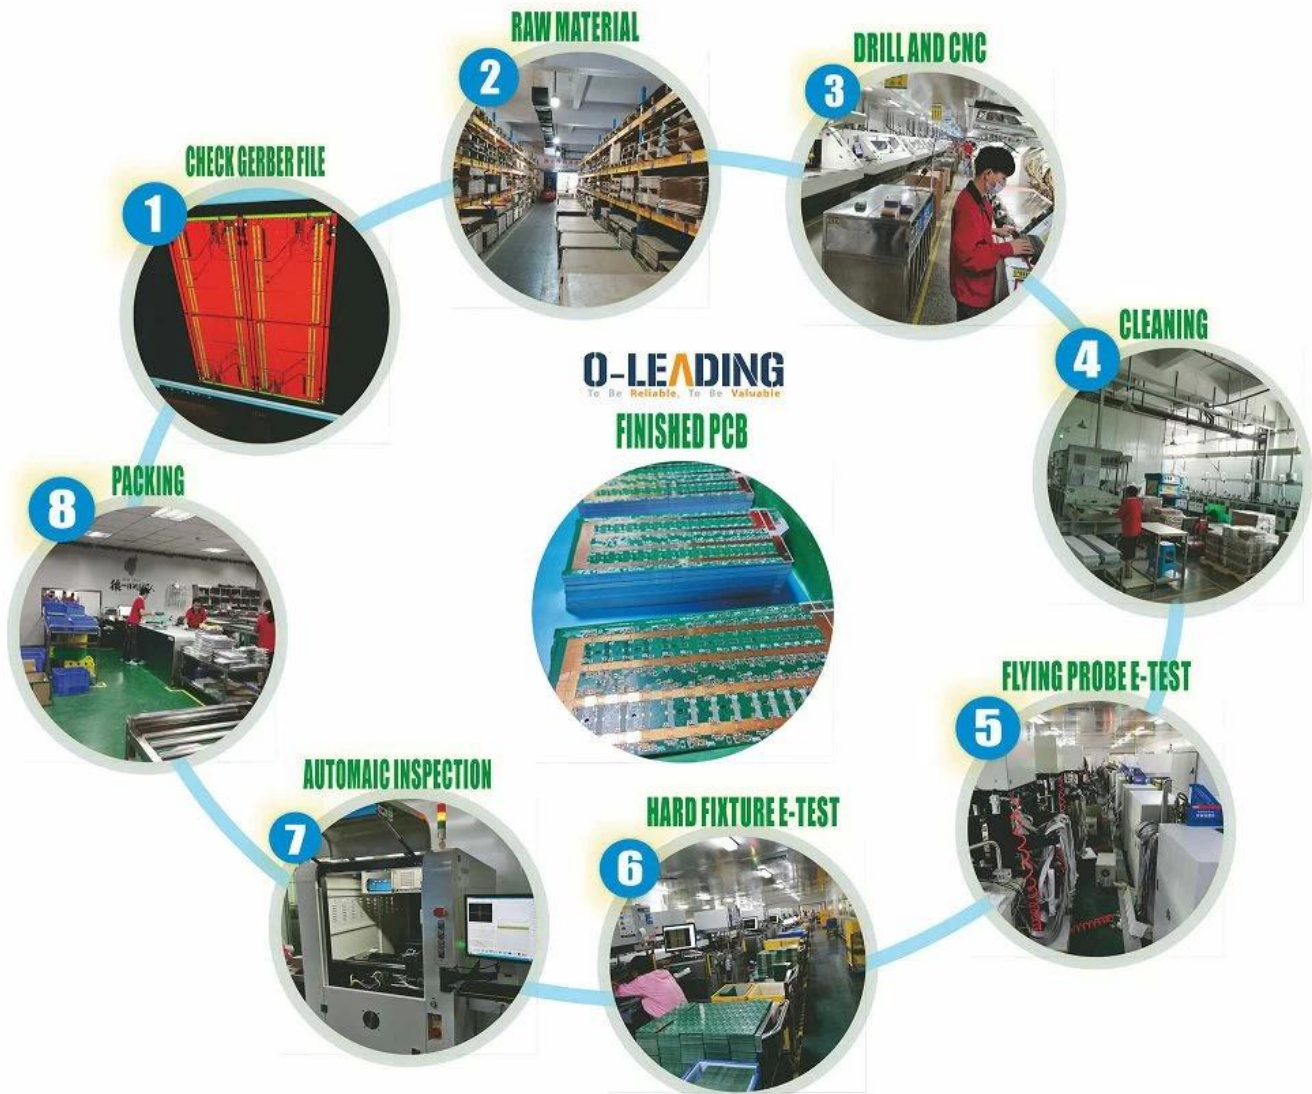 1
CHECK GERBER FILE
2
RAW MATERIAL
3
DRILL AND CNC
4
CLEANING
5
FLYING PROBE E-TEST
6
HARD FIXTURE E-TEST
7
AUTOMAIC INSPECTION
8
PACKING
O-LEADING
To Be Reliable, To Be Valuable
FINISHED PCB